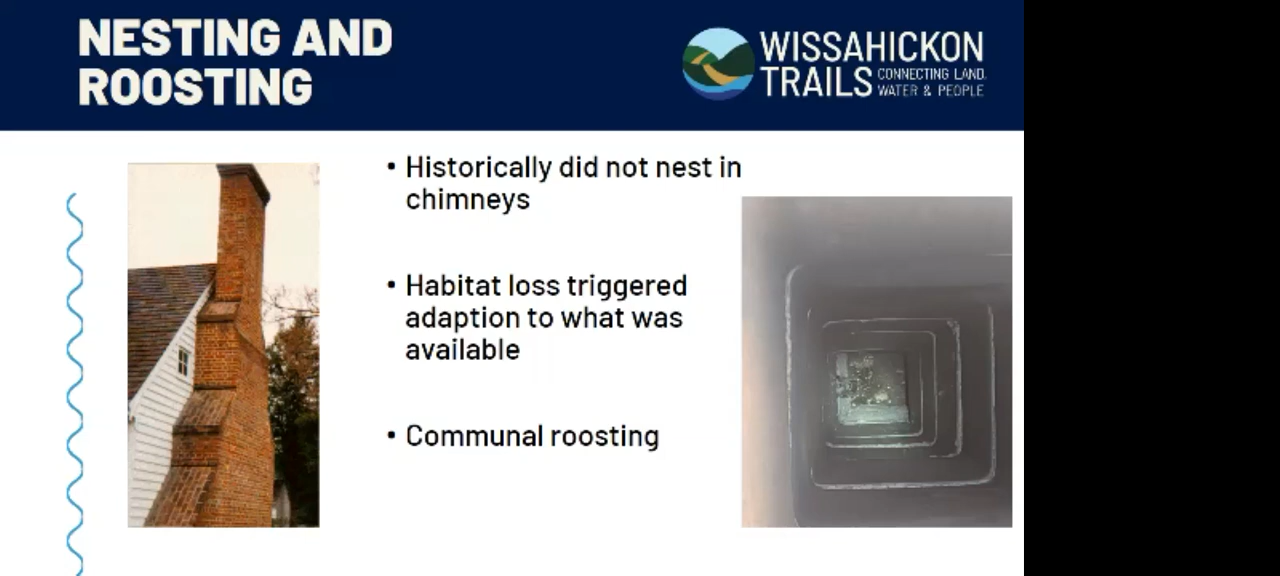 NESTING AND
ROOSTING
WISSAHICKON
TRAILS CONNECTING LAND,
WATER & PEOPLE
• Historically did not nest in
chimneys
• Habitat loss triggered
adaption to what was
available
• Communal roosting